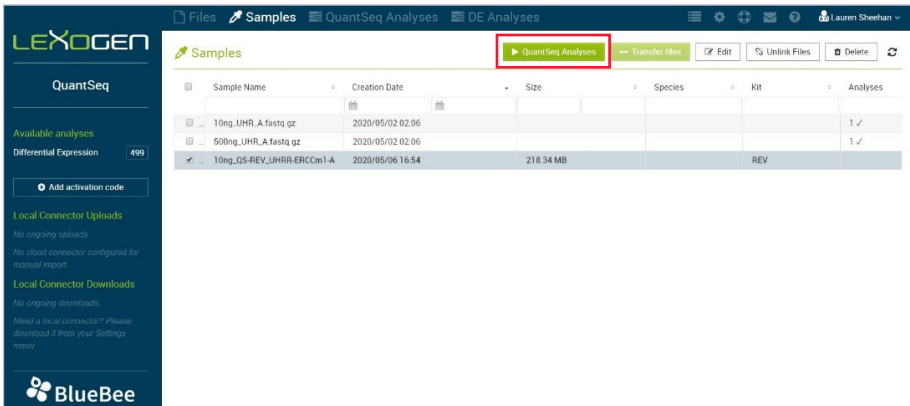 Files Samples QuantSeq Analyses DE Analyses Lauren Sheehan
LEXOGEN
QuantSeq
Available analyses
Differential Expression 499
Add activation code
Local Connector Uploads
No ongoing uploads.
No cloud connector configured for
manual import.
Local Connector Downloads
No ongoing downloads.
Need a local connector? Please
download it from your Settings
menu.
BlueBee
Samples QuantSeq Analyses Transfer files Edit Unlink Files Delete
Sample Name Creation Date Size Species Kit Analyses
... 10ng_UHR_A.fastq.gz 2020/05/02 02:06 1 ✓
... 500ng_UHR_A.fastq.gz 2020/05/02 02:06 1 ✓
... 10ng_QS-REV_UHRR-ERCCm1-A 2020/05/06 16:54 218.34 MB REV